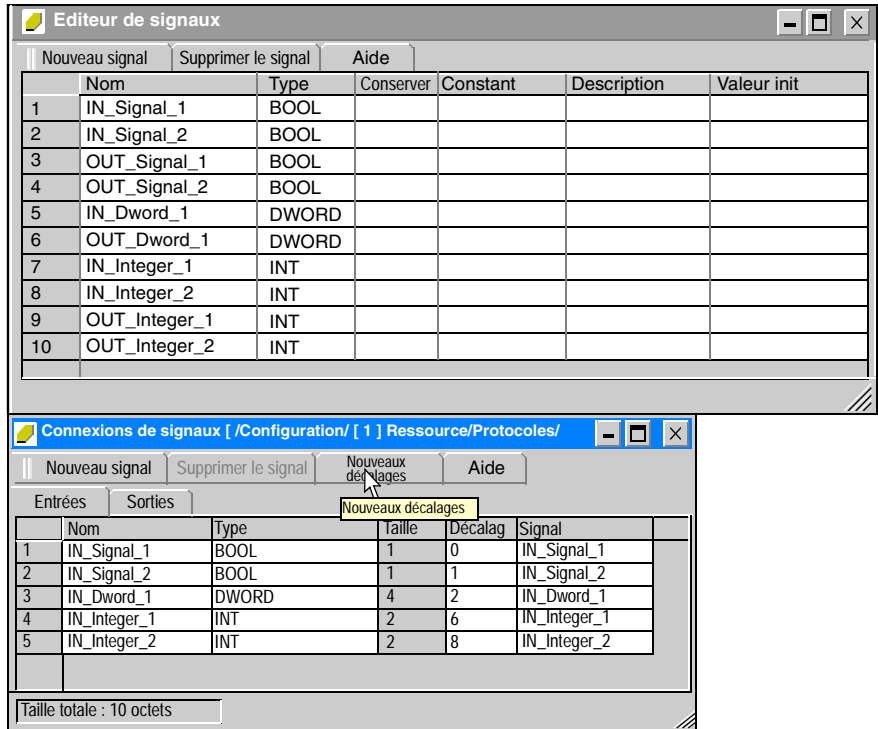 Editeur de signaux
Nouveau signal Supprimer le signal Aide
Nom Type Conserver Constant Description Valeur init
1 IN_Signal_1 BOOL
2 IN_Signal_2 BOOL
3 OUT_Signal_1 BOOL
4 OUT_Signal_2 BOOL
5 IN_Dword_1 DWORD
6 OUT_Dword_1 DWORD
7 IN_Integer_1 INT
8 IN_Integer_2 INT
9 OUT_Integer_1 INT
10 OUT_Integer_2 INT
Connexions de signaux [ /Configuration/ [ 1 ] Ressource/Protocoles/
Nouveau signal Supprimer le signal Nouveaux décalages Aide
Entrées Sorties
Nouveaux décalages
Nom Type Taille Décalag Signal
1 IN_Signal_1 BOOL 1 0 IN_Signal_1
2 IN_Signal_2 BOOL 1 1 IN_Signal_2
3 IN_Dword_1 DWORD 4 2 IN_Dword_1
4 IN_Integer_1 INT 2 6 IN_Integer_1
5 IN_Integer_2 INT 2 8 IN_Integer_2
Taille totale : 10 octets